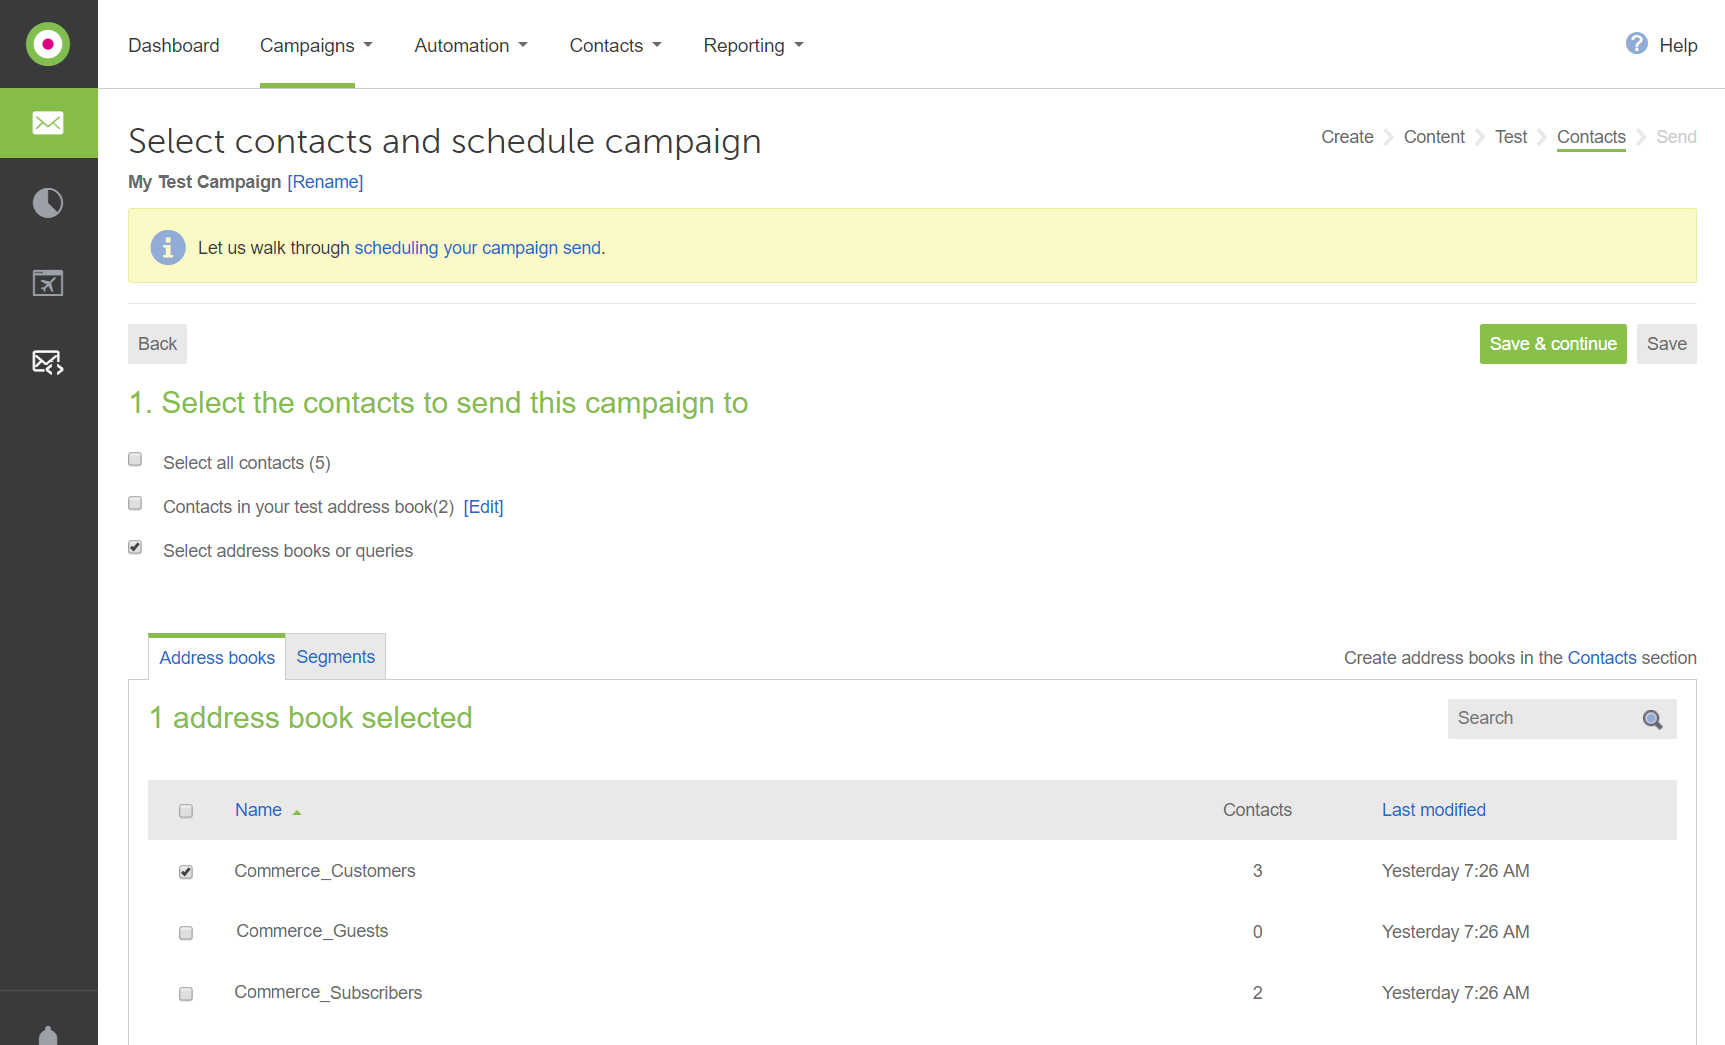 Dashboard Campaigns Automation Contacts Reporting Help
Select contacts and schedule campaign
Create Content Test Contacts Send
My Test Campaign [Rename]
Let us walk through scheduling your campaign send.
Back Save & continue Save
1. Select the contacts to send this campaign to
Select all contacts (5)
Contacts in your test address book(2) [Edit]
Select address books or queries
Address books Segments Create address books in the Contacts section
1 address book selected Search
Name Contacts Last modified
Commerce_Customers 3 Yesterday 7:26 AM
Commerce_Guests 0 Yesterday 7:26 AM
Commerce_Subscribers 2 Yesterday 7:26 AM